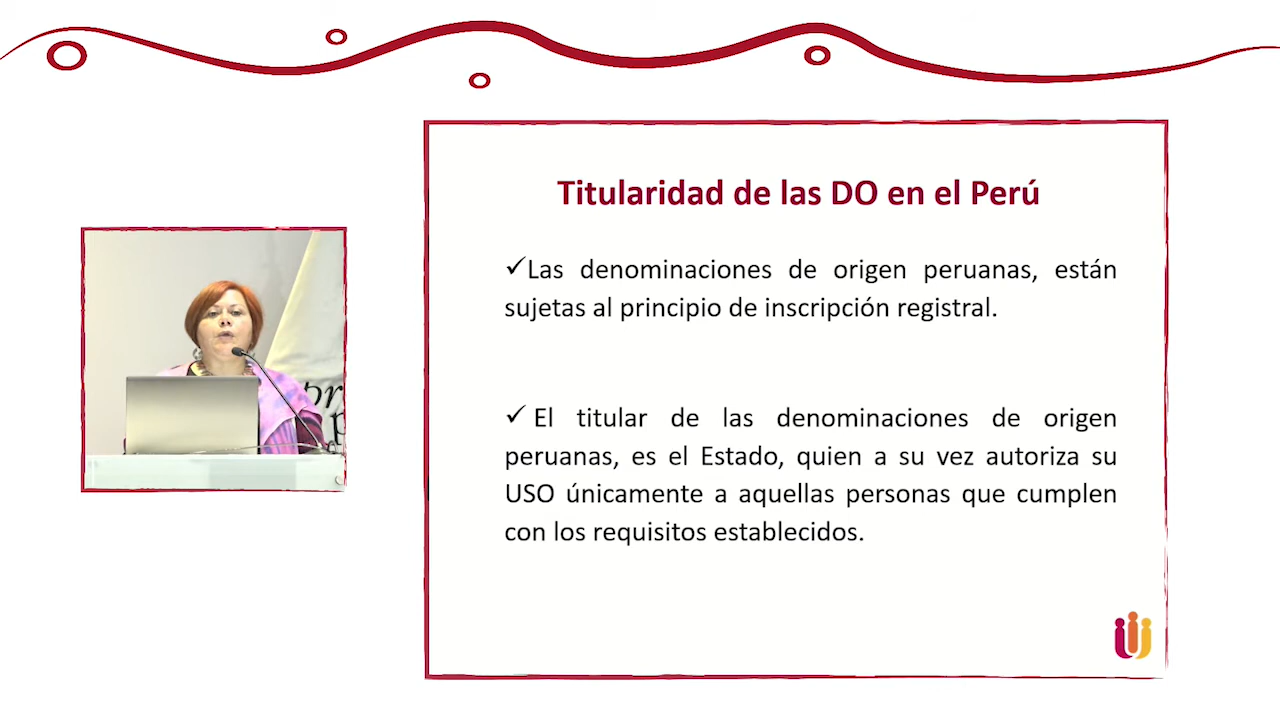 Titularidad de las DO en el Perú
✓Las denominaciones de origen peruanas, están
sujetas al principio de inscripción registral.
✓ El titular de las denominaciones de origen
peruanas, es el Estado, quien a su vez autoriza su
USO únicamente a aquellas personas que cumplen
con los requisitos establecidos.